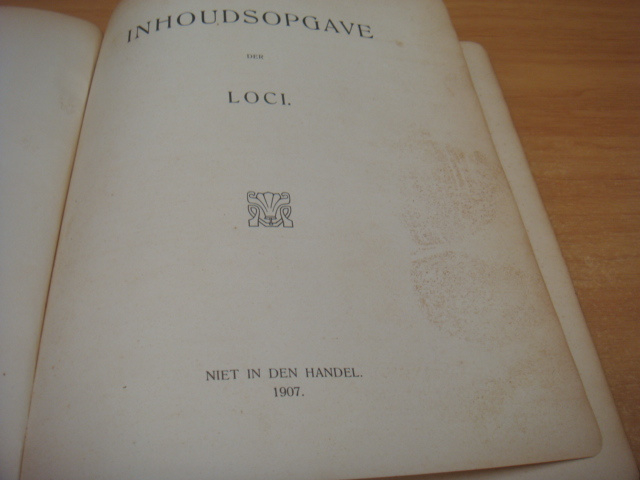 INHOUDSOPGAVE
DER
LOCI.
NIET IN DEN HANDEL.
1907.